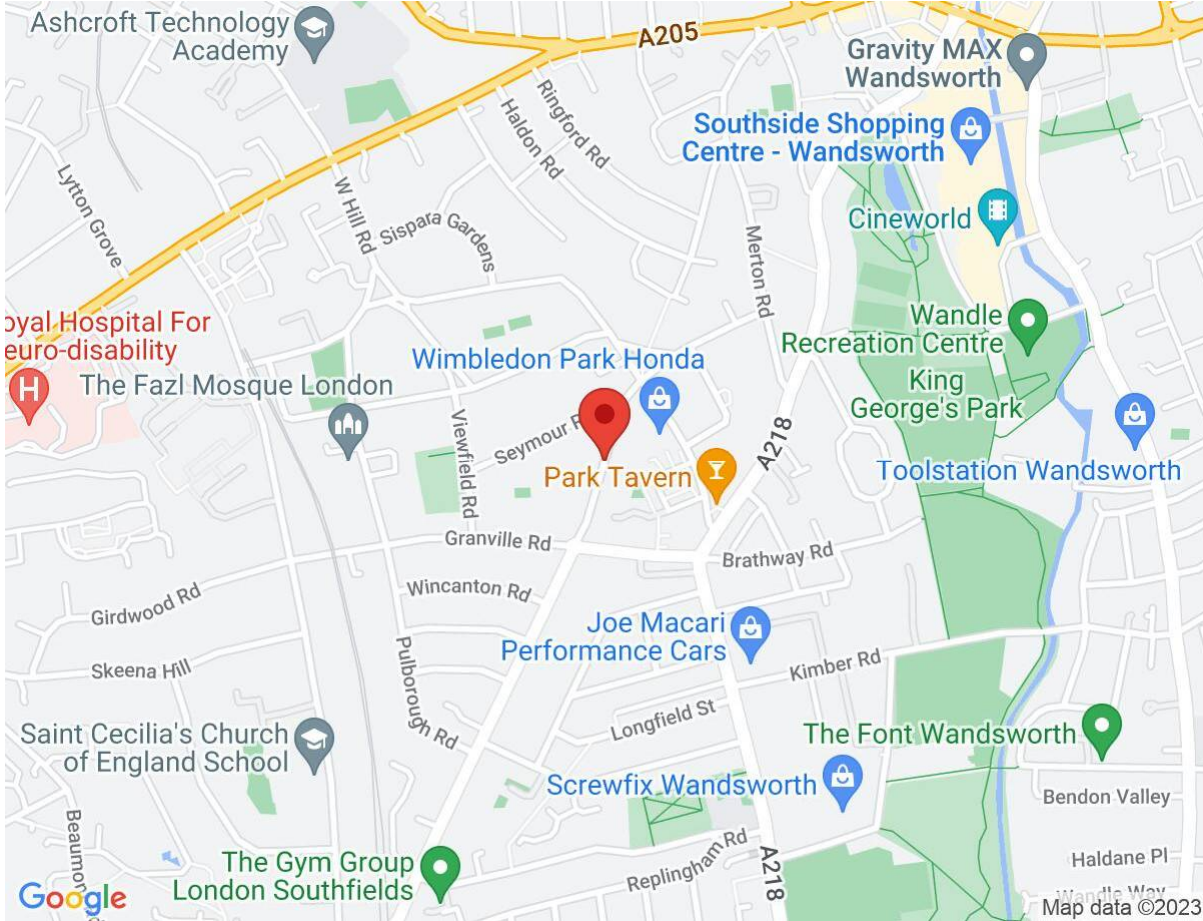 Ashcroft Technology
Academy
A205
Gravity MAX
Wandsworth
Ringford Rd
Haldon Rd
Southside Shopping
Centre - Wandsworth
Lytton Grove
W Hill Rd
Sispara Gardens
Merton Rd
Cineworld
oyal Hospital For
euro-disability
H
Wandle
Recreation Centre
King
George's Park
Wimbledon Park Honda
The Fazl Mosque London
Viewfield Rd
Seymour R
A218
Park Tavern
Toolstation Wandsworth
Granville Rd
Brathway Rd
Wincanton Rd
Girdwood Rd
Joe Macari
Performance Cars
Skeena Hill
Pulborough Rd
Kimber Rd
Longfield St
Saint Cecilia's Church
of England School
The Font Wandsworth
Screwfix Wandsworth
Bendon Valley
Beaumon
Replingham Rd
A218
The Gym Group
London Southfields
Haldane Pl
Wandle Way
Google
Map data ©2023